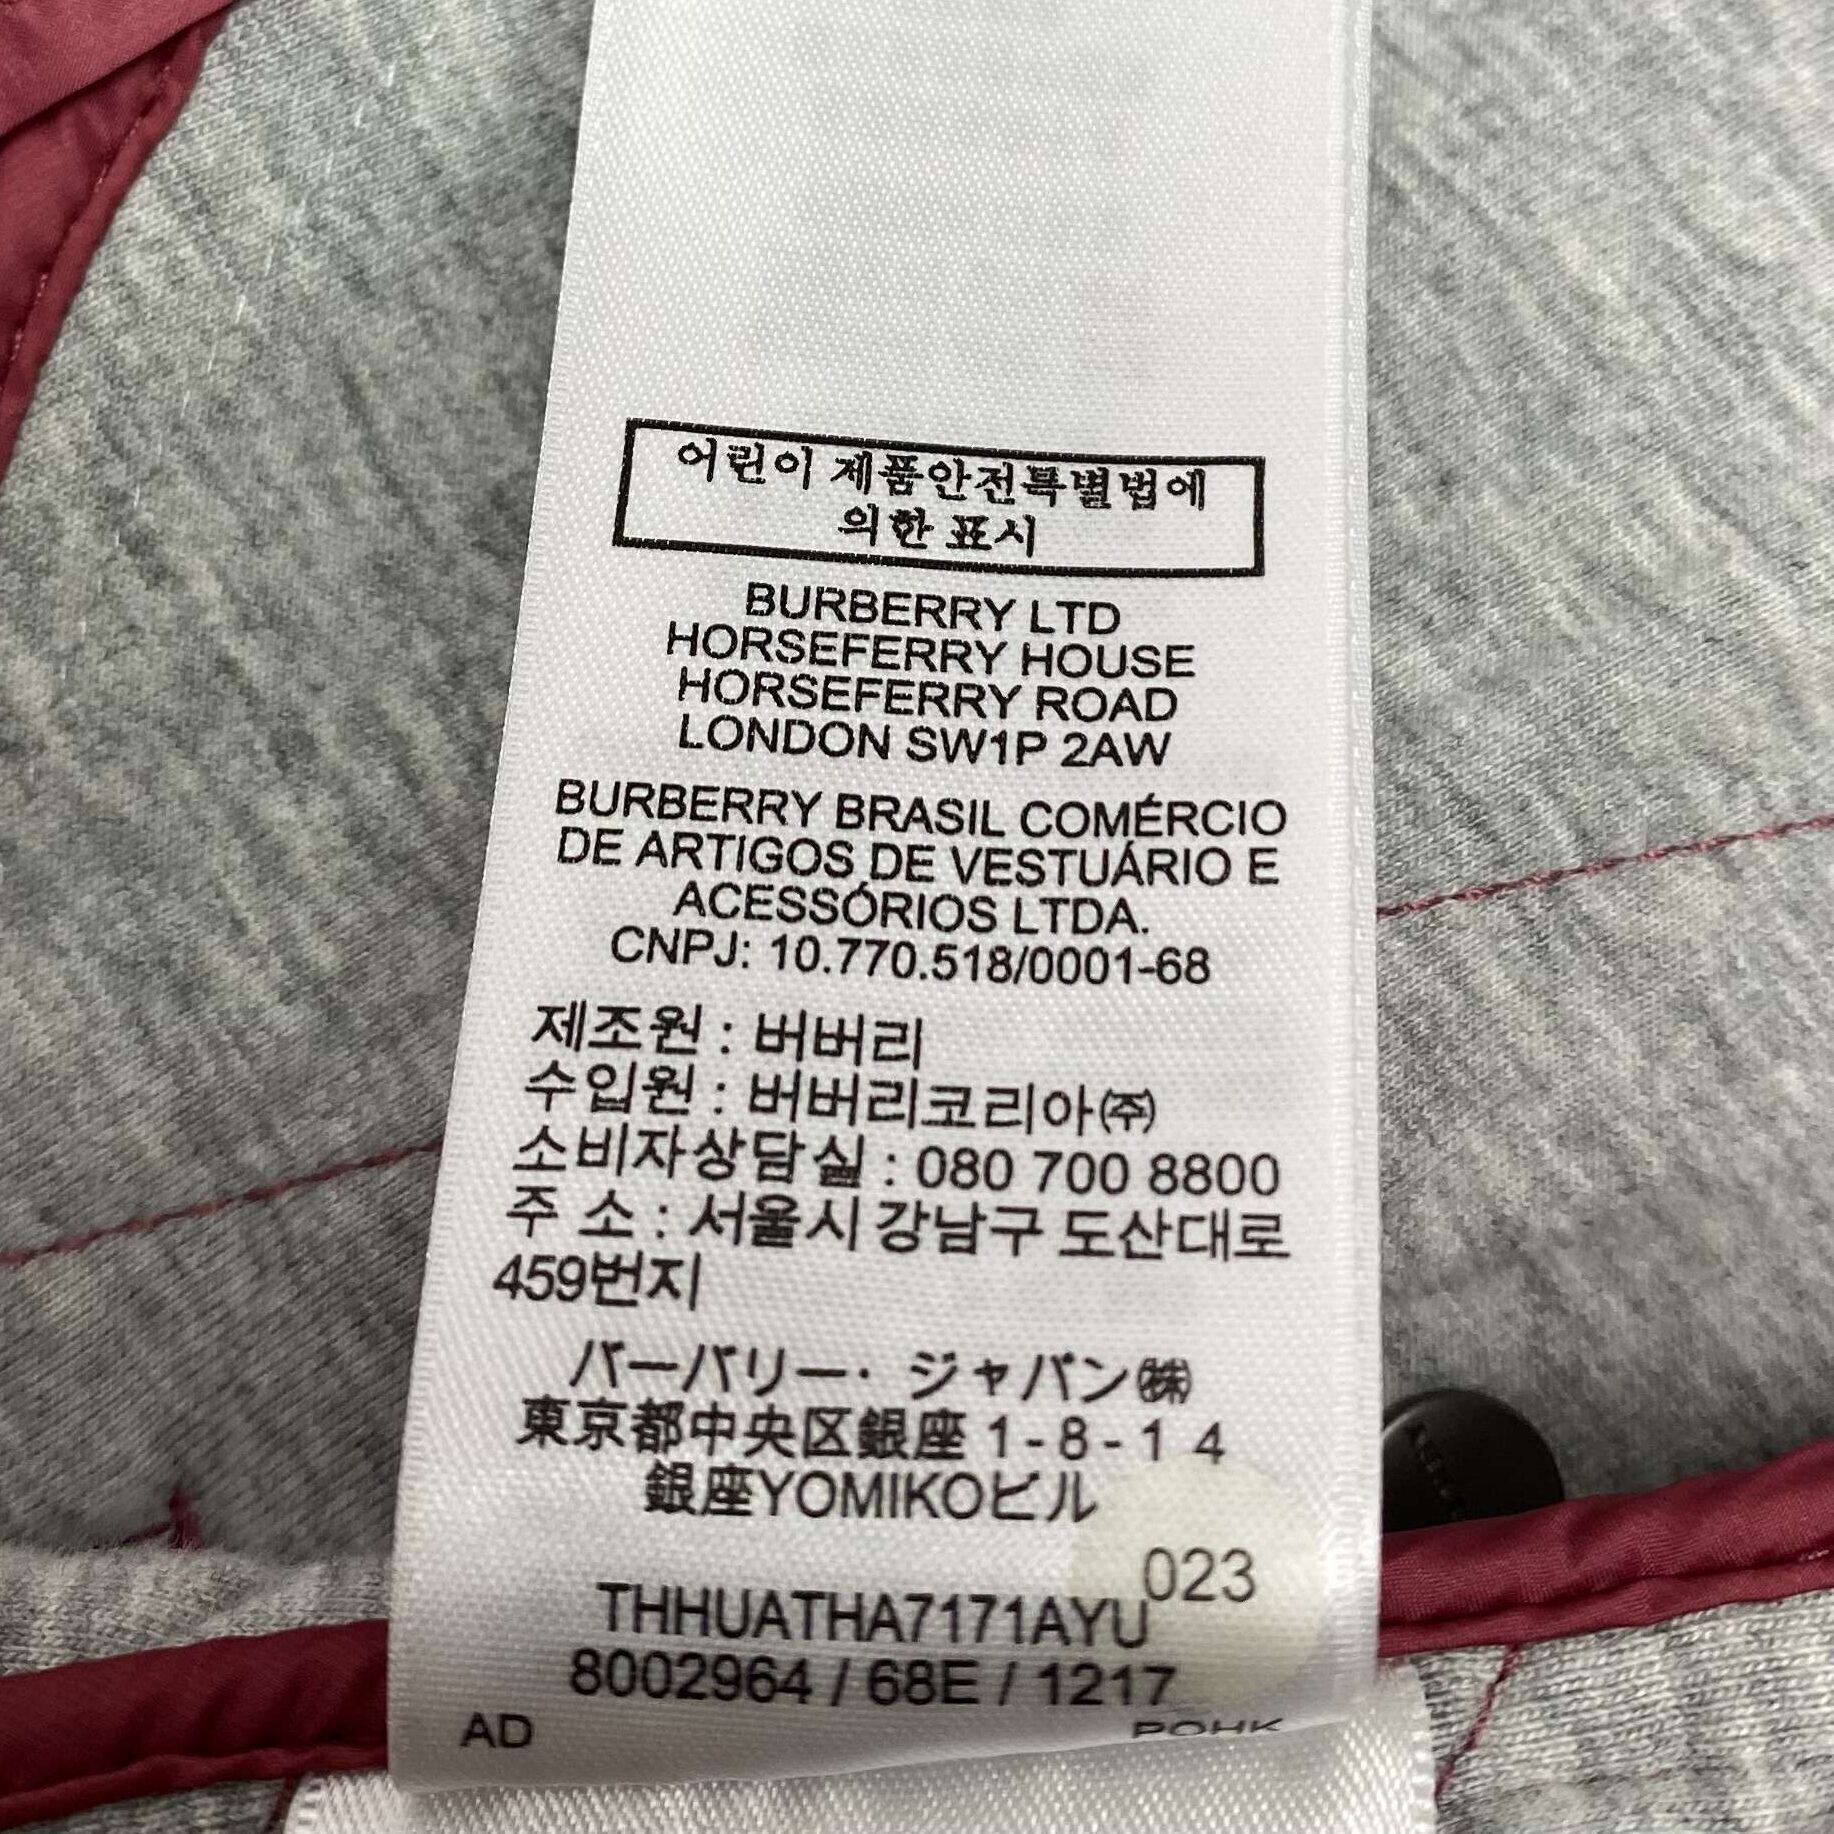 어린이 제품안전특별법에
의한 표시
BURBERRY LTD
HORSEFERRY HOUSE
HORSEFERRY ROAD
LONDON SW1P 2AW
BURBERRY BRASIL COMÉRCIO
DE ARTIGOS DE VESTUÁRIO E
ACESSÓRIOS LTDA.
CNPJ: 10.770.518/0001-68
제조원 : 버버리
수입원 : 버버리코리아㈜
소비자상담실 : 080 700 8800
주 소 : 서울시 강남구 도산대로
459번지
バーバリー・ジャパン㈱
東京都中央区銀座 1 - 8 - 1 4
銀座YOMIKOビル
023
THHUATHA7171AYU
8002964 / 68E / 1217
AD POHK